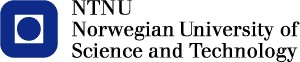 NTNU
Norwegian University of
Science and Technology